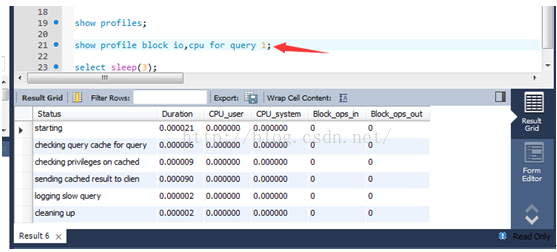 18
19 show profiles;
20
21 show profile block io,cpu for query 1;
22
23 select sleep(3);
Result Grid Filter Rows: Export: Wrap Cell Content:
Status Duration CPU_user CPU_system Block_ops_in Block_ops_out
starting 0.000021 0.000000 0.000000 0 0
checking query cache for query 0.000006 0.000000 0.000000 0 0
checking privileges on cached 0.000009 0.000000 0.000000 0 0
sending cached result to clien 0.000090 0.000000 0.000000 0 0
logging slow query 0.000002 0.000000 0.000000 0 0
cleaning up 0.000002 0.000000 0.000000 0 0
http://blog.csdn.net/
Result
Grid
Form
Editor
Result 6
Read Only